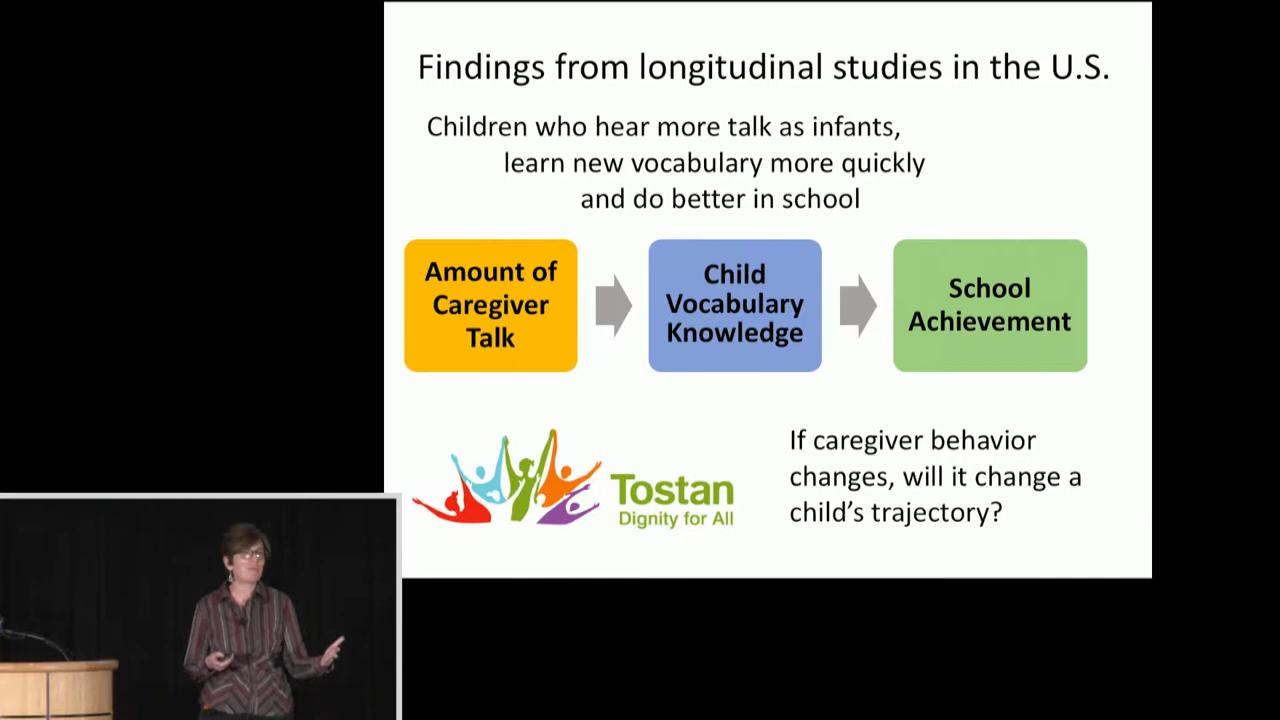 Findings from longitudinal studies in the U.S.
Children who hear more talk as infants,
learn new vocabulary more quickly
and do better in school
Amount of
Caregiver
Talk
Child
Vocabulary
Knowledge
School
Achievement
Tostan
Dignity for All
If caregiver behavior
changes, will it change a
child's trajectory?